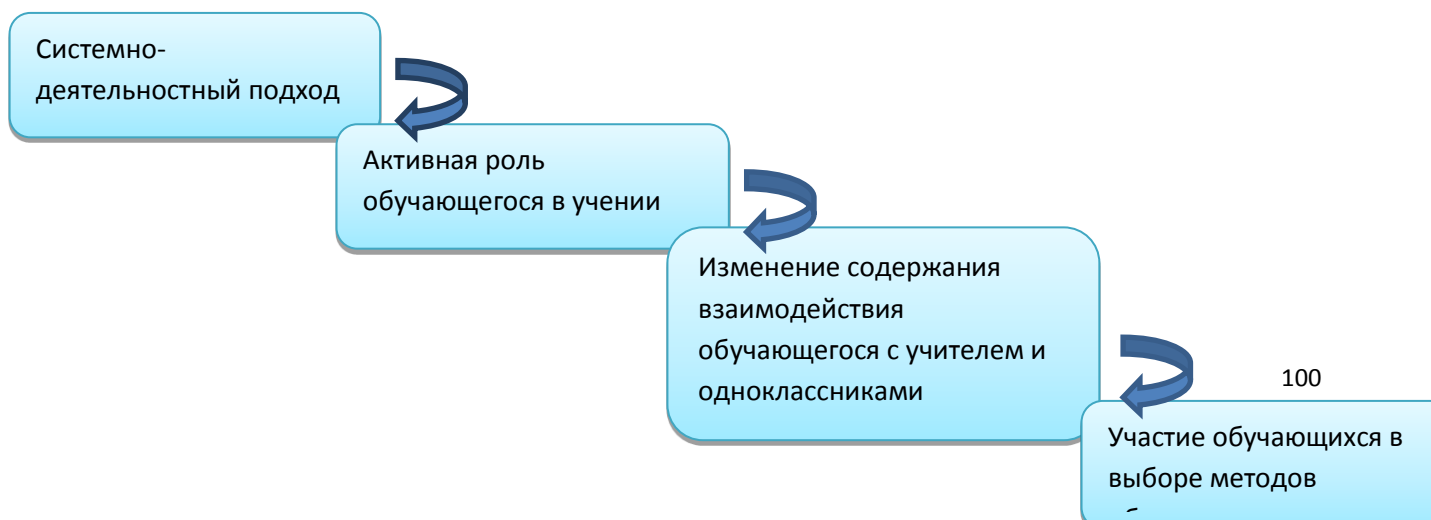 Системно-
деятельностный подход
Активная роль
обучающегося в учении
Изменение содержания
взаимодействия
обучающегося с учителем и
одноклассниками
100
Участие обучающихся в
выборе методов